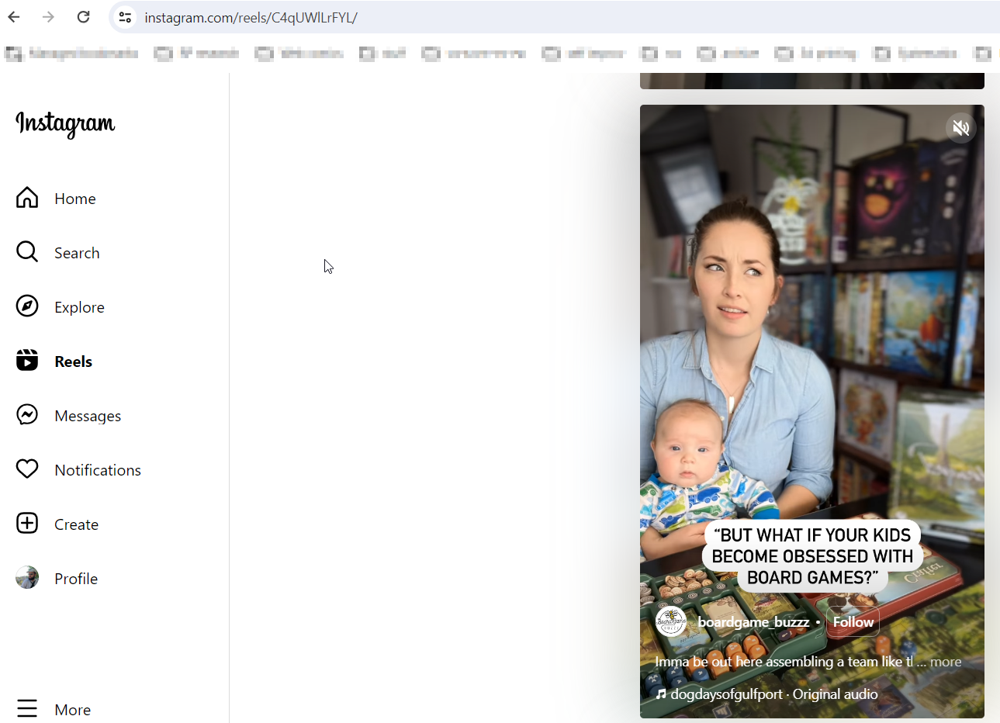 instagram.com/reels/C4qUWlLrFYL/
Instagram
Home
Search
Explore
Reels
Messages
Notifications
Create
Profile
More
“BUT WHAT IF YOUR KIDS
BECOME OBSESSED WITH
BOARD GAMES?”
boardgame_buzzz • Follow
Imma be out here assembling a team like tl ... more
dogdaysofgulfport · Original audio